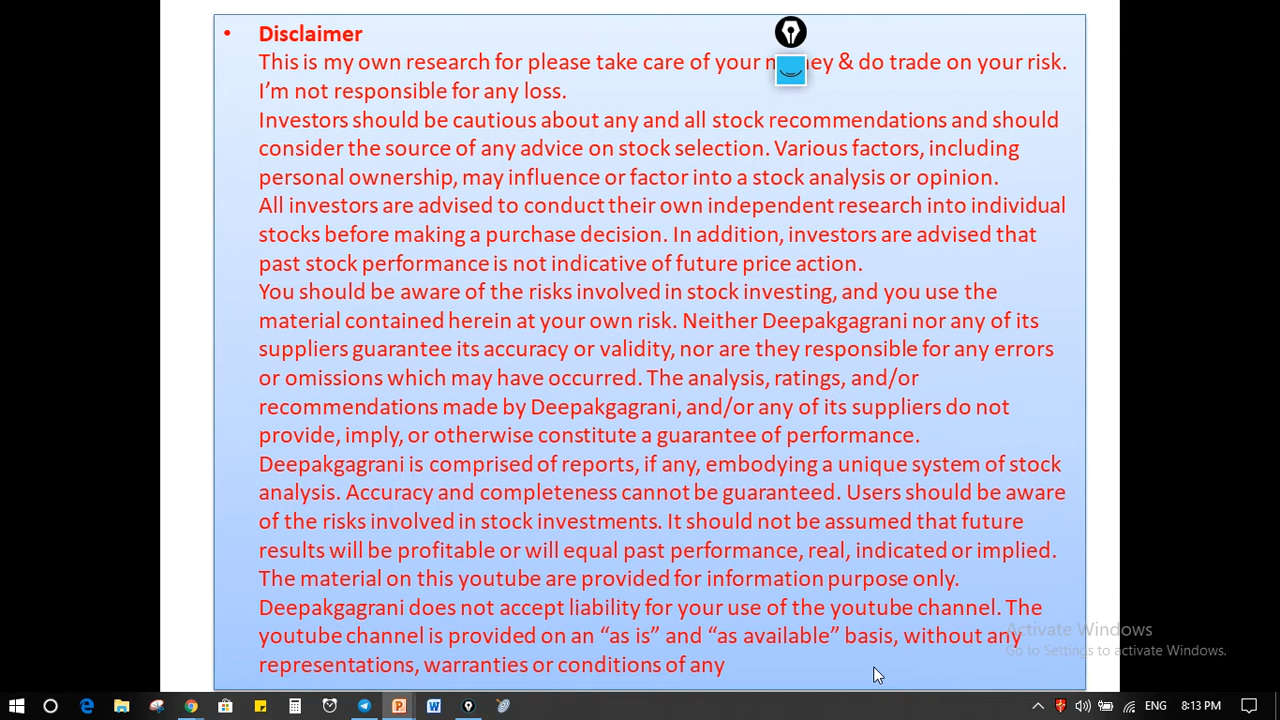 • Disclaimer
This is my own research for please take care of your money & do trade on your risk.
I'm not responsible for any loss.
Investors should be cautious about any and all stock recommendations and should
consider the source of any advice on stock selection. Various factors, including
personal ownership, may influence or factor into a stock analysis or opinion.
All investors are advised to conduct their own independent research into individual
stocks before making a purchase decision. In addition, investors are advised that
past stock performance is not indicative of future price action.
You should be aware of the risks involved in stock investing, and you use the
material contained herein at your own risk. Neither Deepakgagrani nor any of its
suppliers guarantee its accuracy or validity, nor are they responsible for any errors
or omissions which may have occurred. The analysis, ratings, and/or
recommendations made by Deepakgagrani, and/or any of its suppliers do not
provide, imply, or otherwise constitute a guarantee of performance.
Deepakgagrani is comprised of reports, if any, embodying a unique system of stock
analysis. Accuracy and completeness cannot be guaranteed. Users should be aware
of the risks involved in stock investments. It should not be assumed that future
results will be profitable or will equal past performance, real, indicated or implied.
The material on this youtube are provided for information purpose only.
Deepakgagrani does not accept liability for your use of the youtube channel. The
youtube channel is provided on an “as is” and “as available” basis, without any
representations, warranties or conditions of any
Activate Windows
Go to Settings to activate Windows.
ENG 8:13 PM